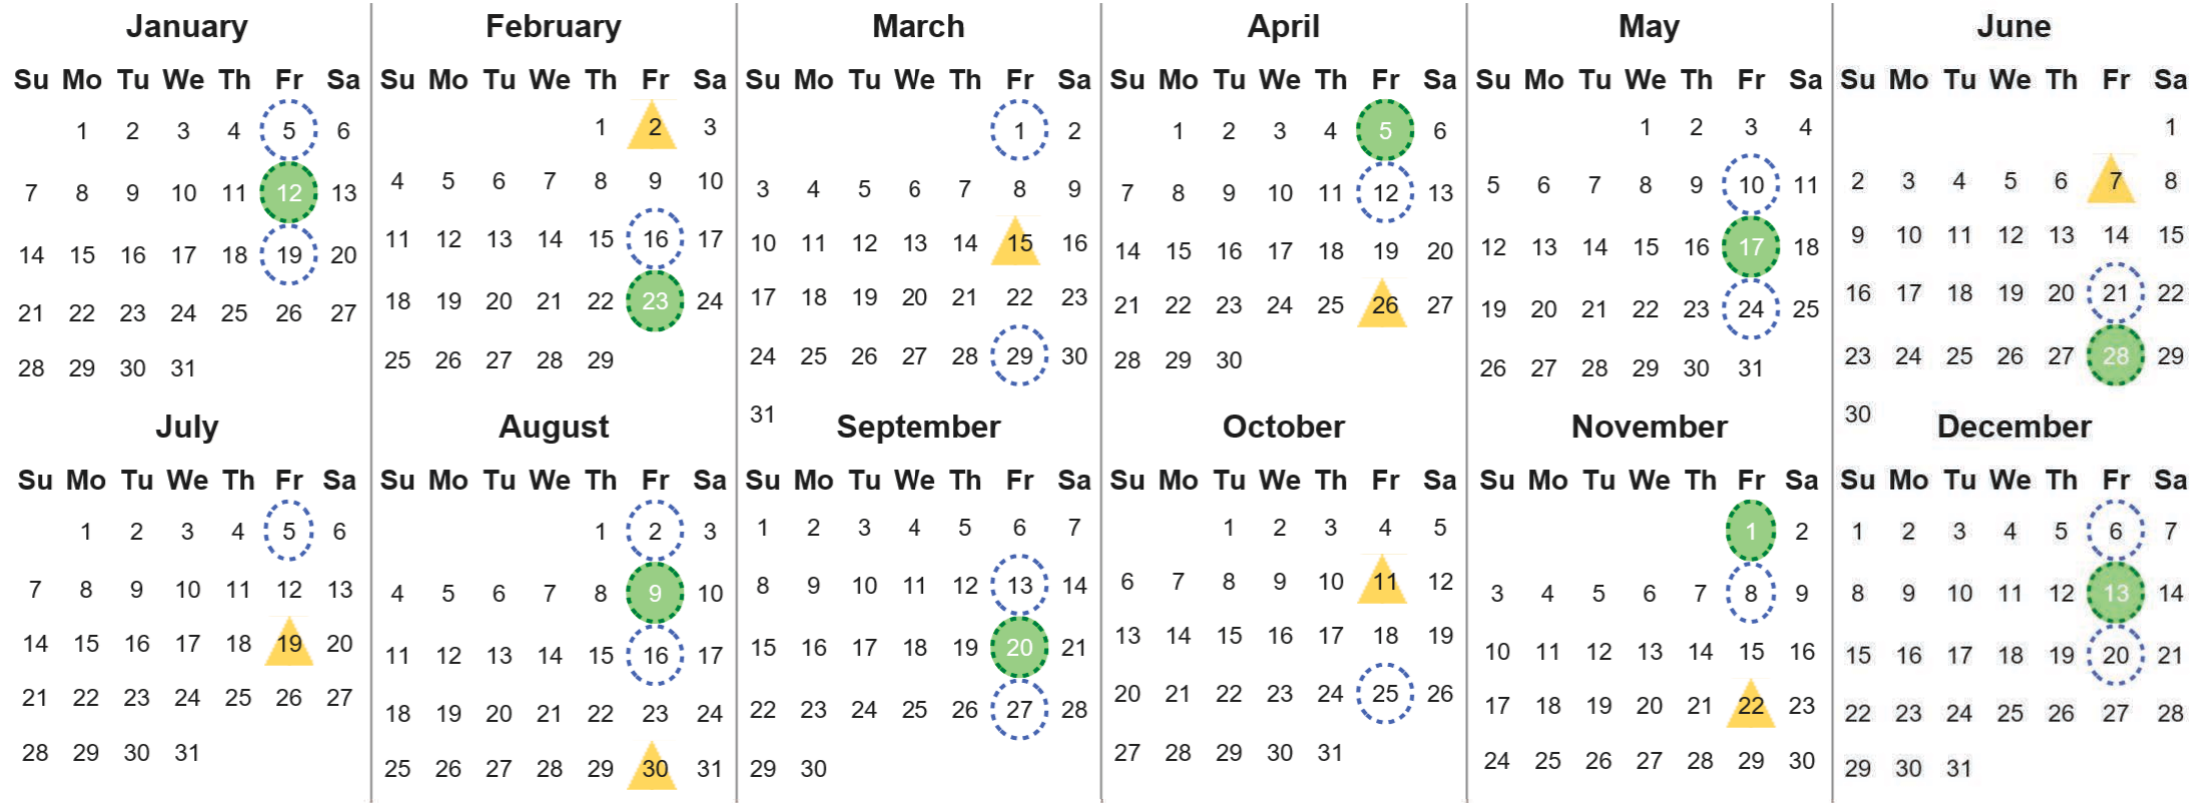 January
Su Mo Tu We Th Fr Sa
1 2 3 4 5 6
7 8 9 10 11 12 13
14 15 16 17 18 19 20
21 22 23 24 25 26 27
28 29 30 31
February
Su Mo Tu We Th Fr Sa
1 2 3
4 5 6 7 8 9 10
11 12 13 14 15 16 17
18 19 20 21 22 23 24
25 26 27 28 29
March
Su Mo Tu We Th Fr Sa
1 2
3 4 5 6 7 8 9
10 11 12 13 14 15 16
17 18 19 20 21 22 23
24 25 26 27 28 29 30
31
April
Su Mo Tu We Th Fr Sa
1 2 3 4 5 6
7 8 9 10 11 12 13
14 15 16 17 18 19 20
21 22 23 24 25 26 27
28 29 30
May
Su Mo Tu We Th Fr Sa
1 2 3 4
5 6 7 8 9 10 11
12 13 14 15 16 17 18
19 20 21 22 23 24 25
26 27 28 29 30 31
June
Su Mo Tu We Th Fr Sa
1
2 3 4 5 6 7 8
9 10 11 12 13 14 15
16 17 18 19 20 21 22
23 24 25 26 27 28 29
30
July
Su Mo Tu We Th Fr Sa
1 2 3 4 5 6
7 8 9 10 11 12 13
14 15 16 17 18 19 20
21 22 23 24 25 26 27
28 29 30 31
August
Su Mo Tu We Th Fr Sa
1 2 3
4 5 6 7 8 9 10
11 12 13 14 15 16 17
18 19 20 21 22 23 24
25 26 27 28 29 30 31
September
Su Mo Tu We Th Fr Sa
1 2 3 4 5 6 7
8 9 10 11 12 13 14
15 16 17 18 19 20 21
22 23 24 25 26 27 28
29 30
October
Su Mo Tu We Th Fr Sa
1 2 3 4 5
6 7 8 9 10 11 12
13 14 15 16 17 18 19
20 21 22 23 24 25 26
27 28 29 30 31
November
Su Mo Tu We Th Fr Sa
1 2
3 4 5 6 7 8 9
10 11 12 13 14 15 16
17 18 19 20 21 22 23
24 25 26 27 28 29 30
December
Su Mo Tu We Th Fr Sa
1 2 3 4 5 6 7
8 9 10 11 12 13 14
15 16 17 18 19 20 21
22 23 24 25 26 27 28
29 30 31